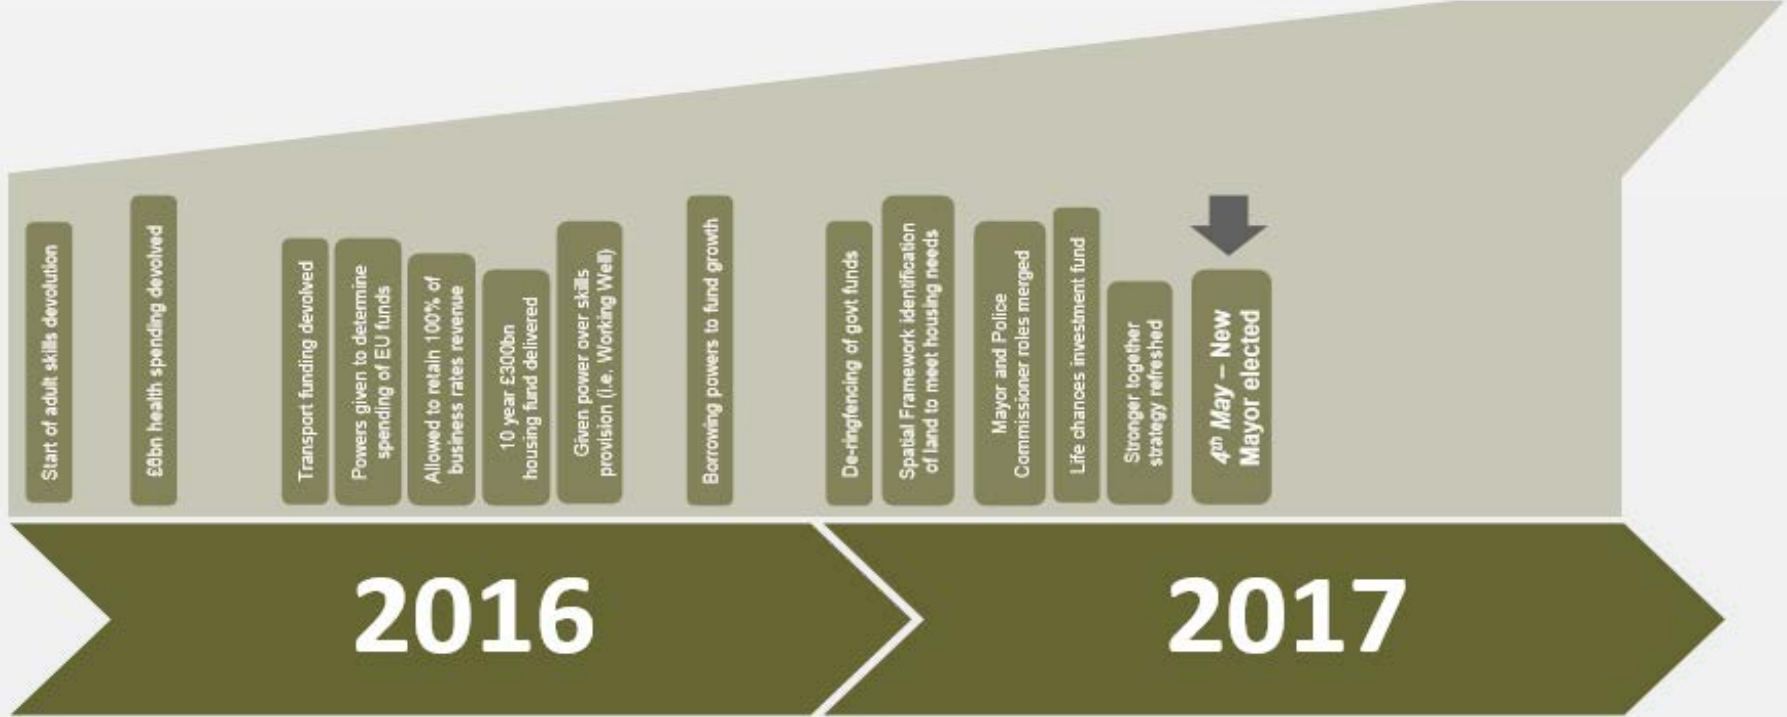 Start of adult skills devolution
£6bn health spending devolved
Transport funding devolved
Powers given to determine
spending of EU funds
Allowed to retain 100% of
business rates revenue
10 year £300bn
housing fund delivered
Given power over skills
provision (i.e. Working Well)
Borrowing powers to fund growth
De-ringfencing of govt funds
Spatial Framework identification
of land to meet housing needs
Mayor and Police
Commissioner roles merged
Life chances investment fund
Stronger together
strategy refreshed
4th May – New
Mayor elected
2016
2017